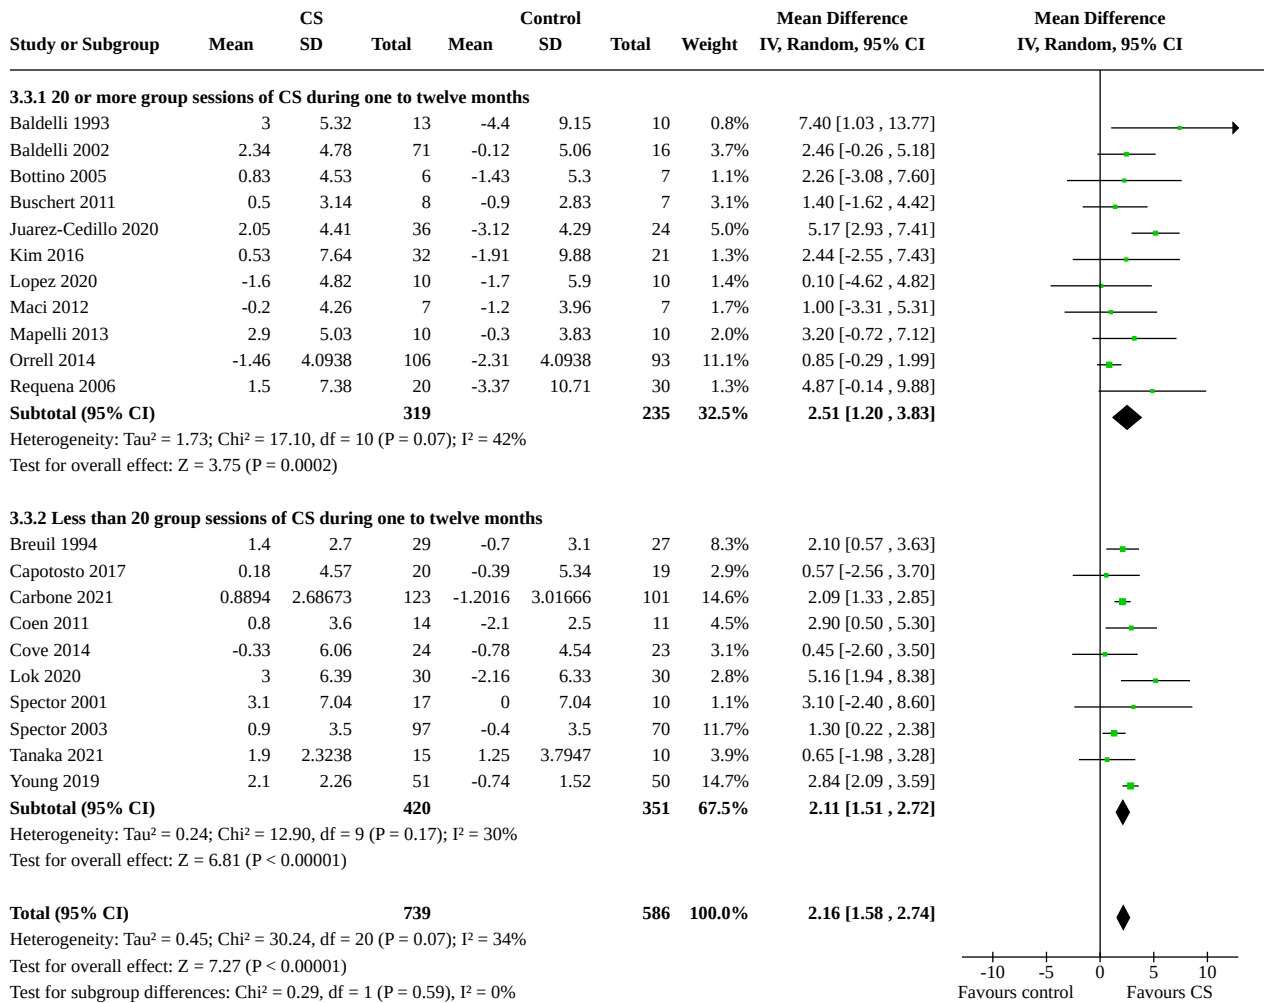 CS Control Mean Difference Mean Difference
Study or Subgroup Mean SD Total Mean SD Total Weight IV, Random, 95% CI IV, Random, 95% CI
3.3.1 20 or more group sessions of CS during one to twelve months
Baldelli 1993 3 5.32 13 -4.4 9.15 10 0.8% 7.40 [1.03 , 13.77]
Baldelli 2002 2.34 4.78 71 -0.12 5.06 16 3.7% 2.46 [-0.26 , 5.18]
Bottino 2005 0.83 4.53 6 -1.43 5.3 7 1.1% 2.26 [-3.08 , 7.60]
Buschert 2011 0.5 3.14 8 -0.9 2.83 7 3.1% 1.40 [-1.62 , 4.42]
Juarez-Cedillo 2020 2.05 4.41 36 -3.12 4.29 24 5.0% 5.17 [2.93 , 7.41]
Kim 2016 0.53 7.64 32 -1.91 9.88 21 1.3% 2.44 [-2.55 , 7.43]
Lopez 2020 -1.6 4.82 10 -1.7 5.9 10 1.4% 0.10 [-4.62 , 4.82]
Maci 2012 -0.2 4.26 7 -1.2 3.96 7 1.7% 1.00 [-3.31 , 5.31]
Mapelli 2013 2.9 5.03 10 -0.3 3.83 10 2.0% 3.20 [-0.72 , 7.12]
Orrell 2014 -1.46 4.0938 106 -2.31 4.0938 93 11.1% 0.85 [-0.29 , 1.99]
Requena 2006 1.5 7.38 20 -3.37 10.71 30 1.3% 4.87 [-0.14 , 9.88]
Subtotal (95% CI) 319 235 32.5% 2.51 [1.20 , 3.83]
Heterogeneity: Tau² = 1.73; Chi² = 17.10, df = 10 (P = 0.07); I² = 42%
Test for overall effect: Z = 3.75 (P = 0.0002)
3.3.2 Less than 20 group sessions of CS during one to twelve months
Breuil 1994 1.4 2.7 29 -0.7 3.1 27 8.3% 2.10 [0.57 , 3.63]
Capotosto 2017 0.18 4.57 20 -0.39 5.34 19 2.9% 0.57 [-2.56 , 3.70]
Carbone 2021 0.8894 2.68673 123 -1.2016 3.01666 101 14.6% 2.09 [1.33 , 2.85]
Coen 2011 0.8 3.6 14 -2.1 2.5 11 4.5% 2.90 [0.50 , 5.30]
Cove 2014 -0.33 6.06 24 -0.78 4.54 23 3.1% 0.45 [-2.60 , 3.50]
Lok 2020 3 6.39 30 -2.16 6.33 30 2.8% 5.16 [1.94 , 8.38]
Spector 2001 3.1 7.04 17 0 7.04 10 1.1% 3.10 [-2.40 , 8.60]
Spector 2003 0.9 3.5 97 -0.4 3.5 70 11.7% 1.30 [0.22 , 2.38]
Tanaka 2021 1.9 2.3238 15 1.25 3.7947 10 3.9% 0.65 [-1.98 , 3.28]
Young 2019 2.1 2.26 51 -0.74 1.52 50 14.7% 2.84 [2.09 , 3.59]
Subtotal (95% CI) 420 351 67.5% 2.11 [1.51 , 2.72]
Heterogeneity: Tau² = 0.24; Chi² = 12.90, df = 9 (P = 0.17); I² = 30%
Test for overall effect: Z = 6.81 (P < 0.00001)
Total (95% CI) 739 586 100.0% 2.16 [1.58 , 2.74]
Heterogeneity: Tau² = 0.45; Chi² = 30.24, df = 20 (P = 0.07); I² = 34%
Test for overall effect: Z = 7.27 (P < 0.00001)
Test for subgroup differences: Chi² = 0.29, df = 1 (P = 0.59), I² = 0%
-10 -5 0 5 10
Favours control Favours CS